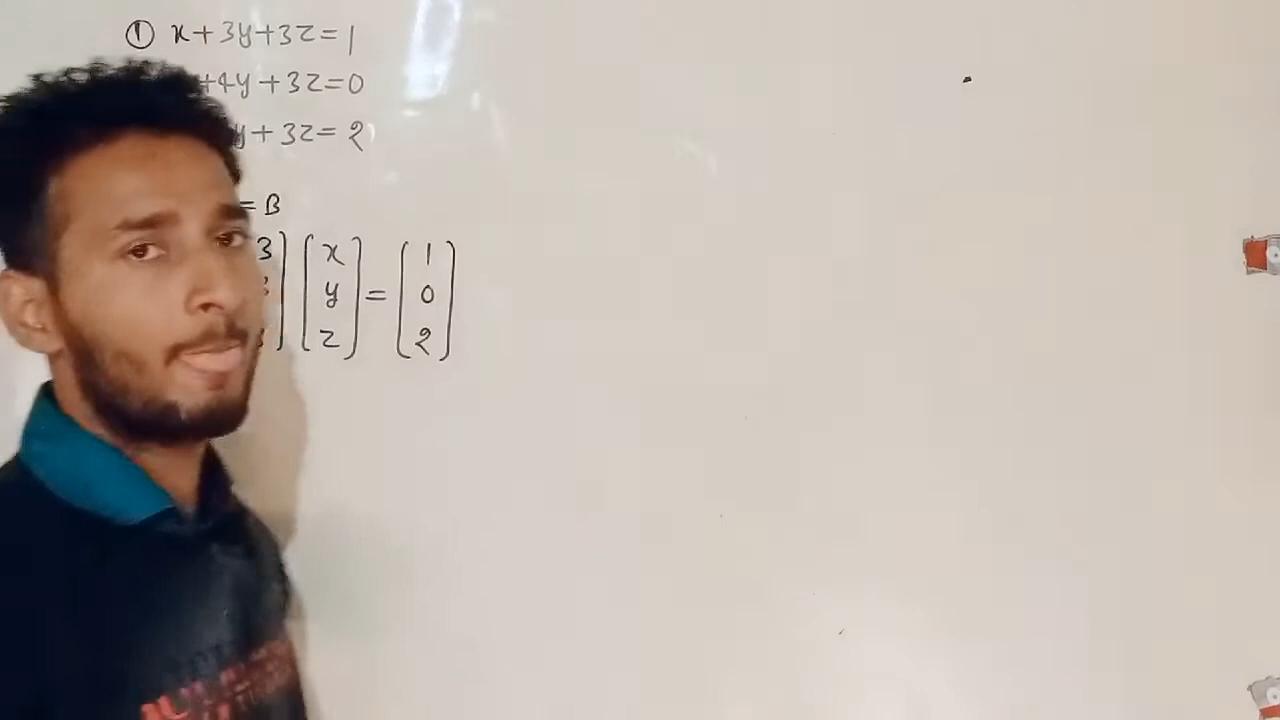 ① x+3y+3z=1
+4y+3z=0
y+3z=2
=B
3] [x y z] = [1 0 2]